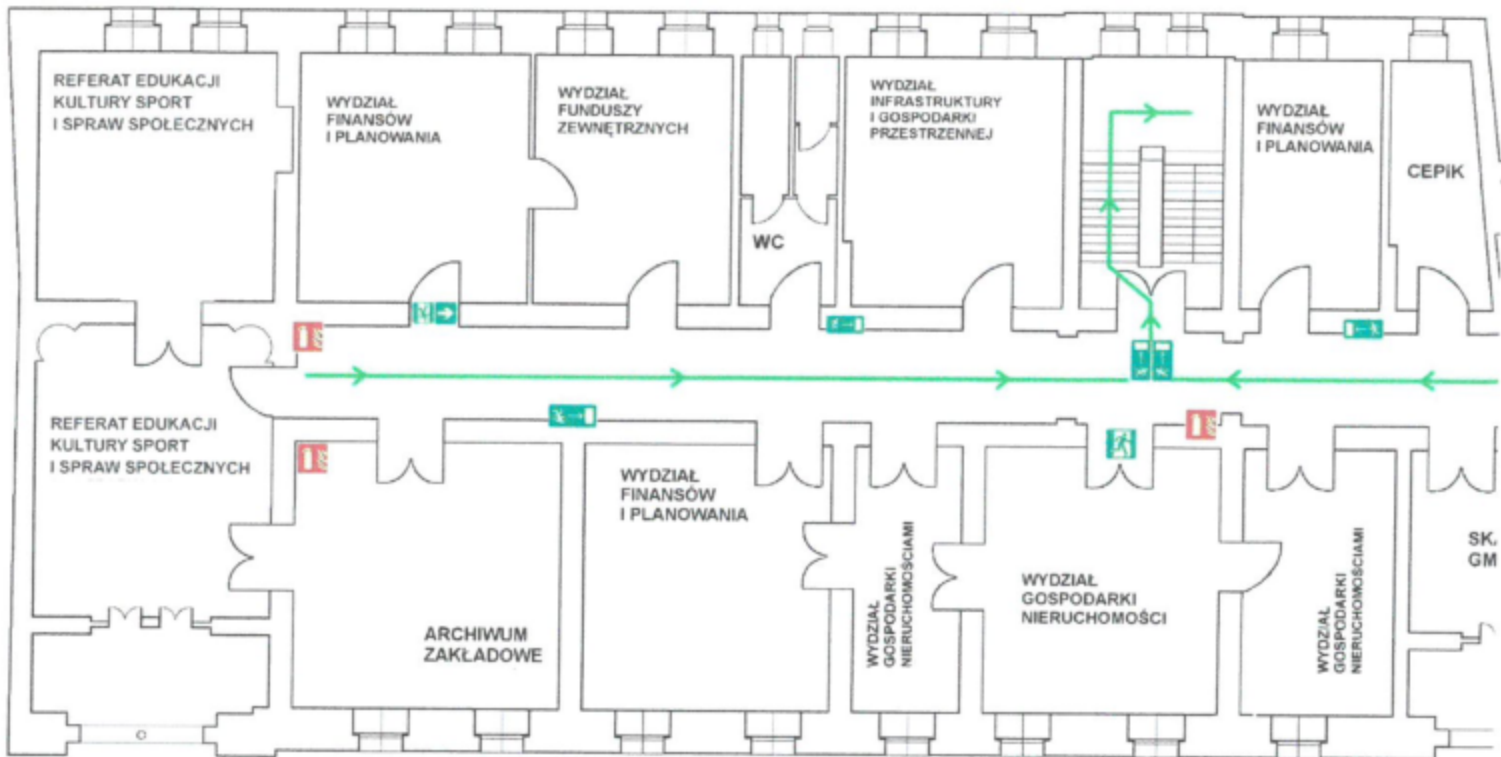 REFERAT EDUKACJI
KULTURY SPORT
I SPRAW SPOŁECZNYCH
WYDZIAŁ
FINANSÓW
I PLANOWANIA
WYDZIAŁ
FUNDUSZY
ZEWNĘTRZNYCH
WC
WYDZIAŁ
INFRASTRUKTURY
I GOSPODARKI
PRZESTRZENNEJ
WYDZIAŁ
FINANSÓW
I PLANOWANIA
CEPiK
REFERAT EDUKACJI
KULTURY SPORT
I SPRAW SPOŁECZNYCH
ARCHIWUM
ZAKŁADOWE
WYDZIAŁ
FINANSÓW
I PLANOWANIA
WYDZIAŁ
GOSPODARKI
NIERUCHOMOŚCIAMI
WYDZIAŁ
GOSPODARKI
NIERUCHOMOŚCI
WYDZIAŁ
GOSPODARKI
NIERUCHOMOŚCIAMI
SK
GM